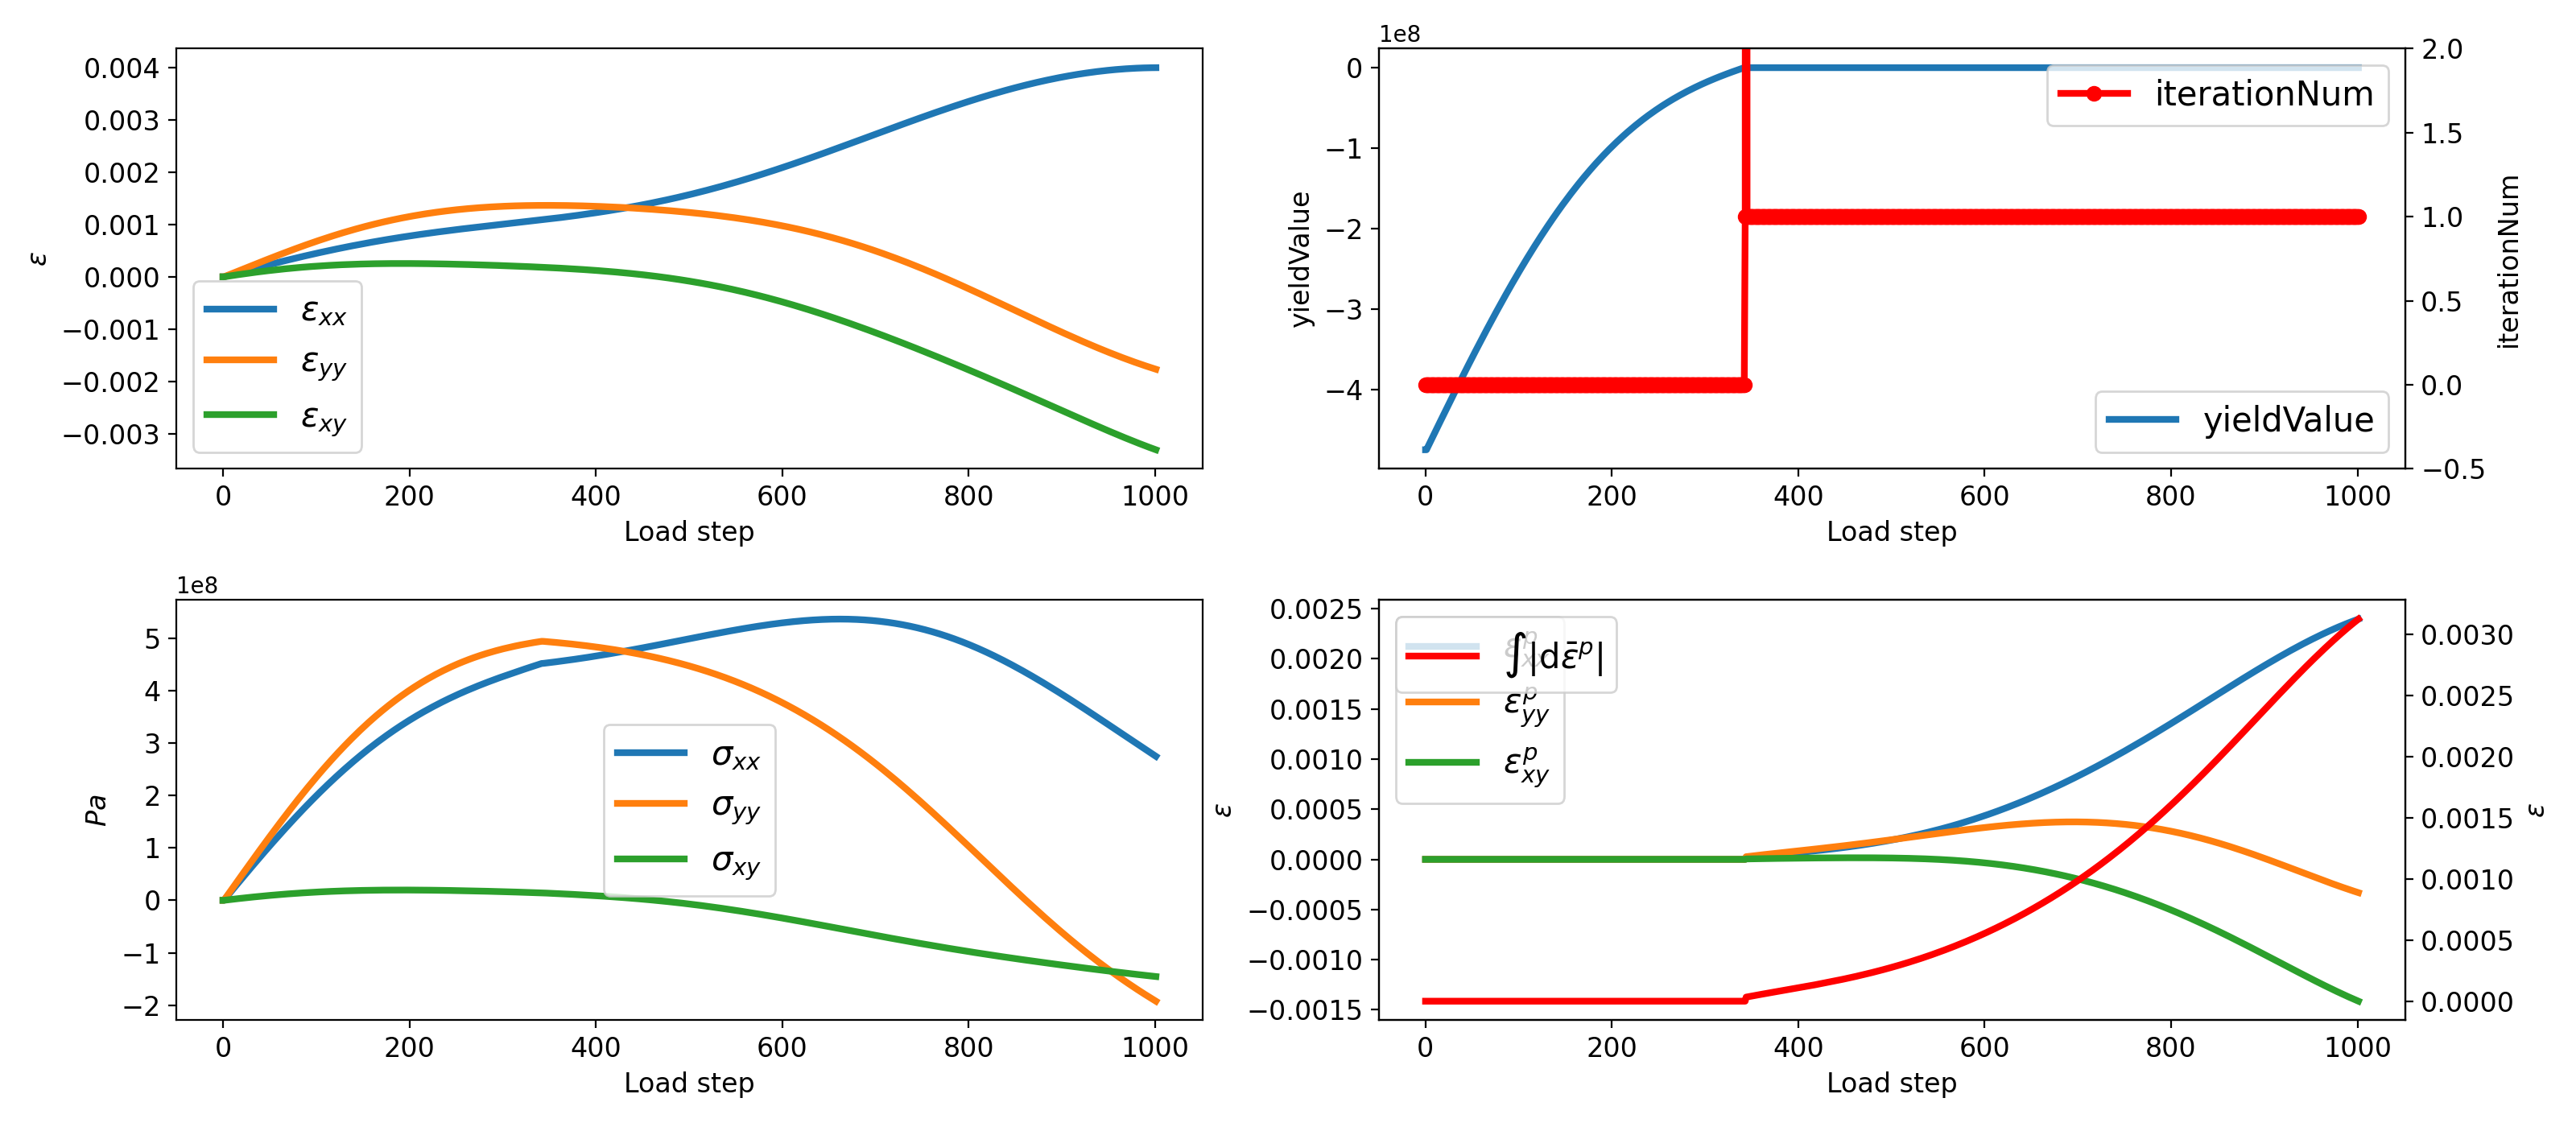 0.004
0.003
0.002
0.001
0.000
−0.001
−0.002
−0.003
ε
ε_xx
ε_yy
ε_xy
0 200 400 600 800 1000
Load step
1e8
0
−1
−2
−3
−4
yieldValue
iterationNum
yieldValue
2.0
1.5
1.0
0.5
0.0
−0.5
iterationNum
0 200 400 600 800 1000
Load step
1e8
5
4
3
2
1
0
−1
−2
Pa
σ_xx
σ_yy
σ_xy
0 200 400 600 800 1000
Load step
0.0025
0.0020
0.0015
0.0010
0.0005
0.0000
−0.0005
−0.0010
−0.0015
ε
ε^p_xx
∫|dε̄^p|
ε^p_yy
ε^p_xy
0.0030
0.0025
0.0020
0.0015
0.0010
0.0005
0.0000
ε
0 200 400 600 800 1000
Load step